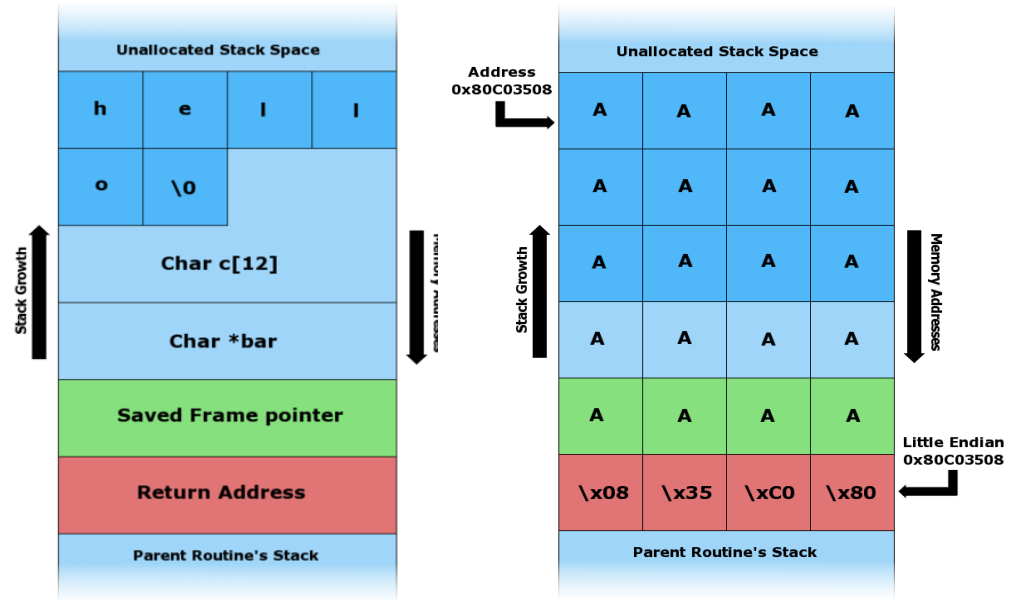 Unallocated Stack Space
h e l l
o \0
Char c[12]
Char *bar
Saved Frame pointer
Return Address
Parent Routine's Stack
Stack Growth
Memory Addresses
Unallocated Stack Space
Address
0x80C03508
A A A A
A A A A
A A A A
A A A A
A A A A
\x08 \x35 \xC0 \x80
Parent Routine's Stack
Stack Growth
Memory Addresses
Little Endian
0x80C03508